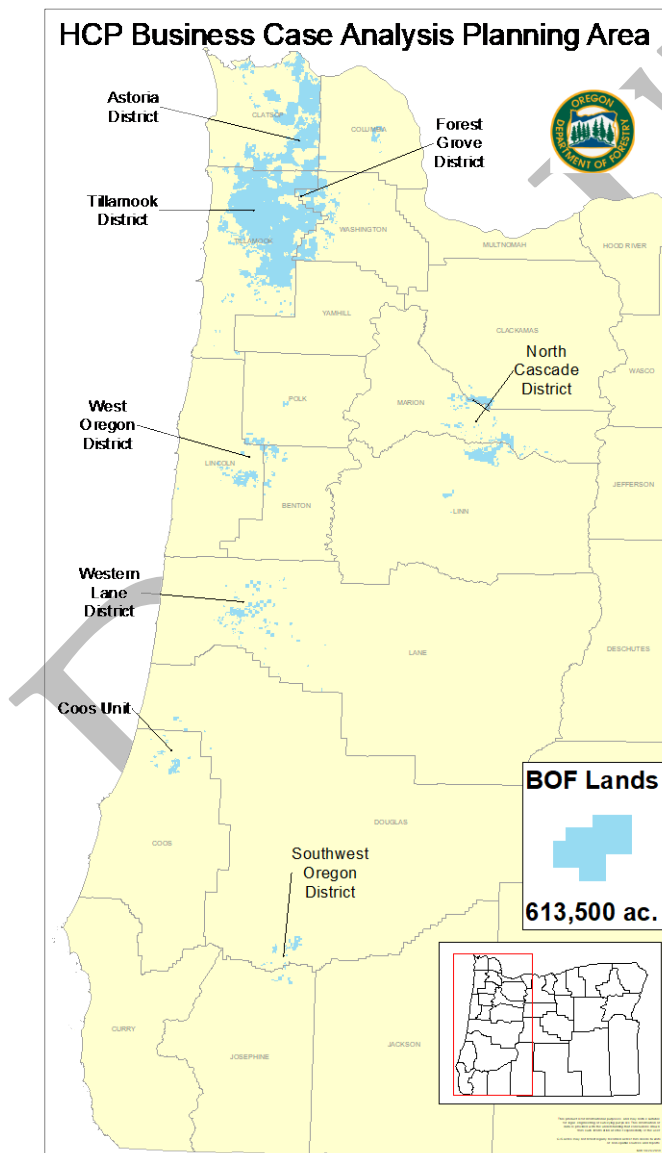 HCP Business Case Analysis Planning Area
OREGON
DEPARTMENT OF FORESTRY
Astoria
District
CLATSOP
COLUMBIA
Forest
Grove
District
Tillamook
District
TILLAMOOK
WASHINGTON
MULTNOMAH
HOOD RIVER
YAMHILL
CLACKAMAS
North
Cascade
District
WASCO
POLK
MARION
West
Oregon
District
LINCOLN
BENTON
LINN
JEFFERSON
Western
Lane
District
LANE
DESCHUTES
Coos Unit
BOF Lands
613,500 ac.
DOUGLAS
COOS
Southwest
Oregon
District
CURRY
JOSEPHINE
JACKSON